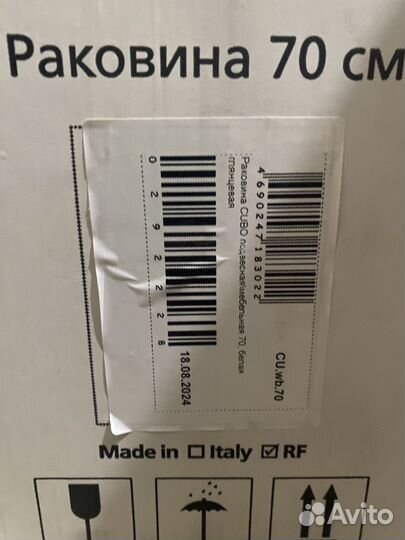 Раковина 70 см
4690247183022
CU.wb.70
Раковина CUBO подвесная\мебельная 70, белая
глянцевая
0292228
18.08.2024
Made in ☐ Italy ☑ RF
Avito